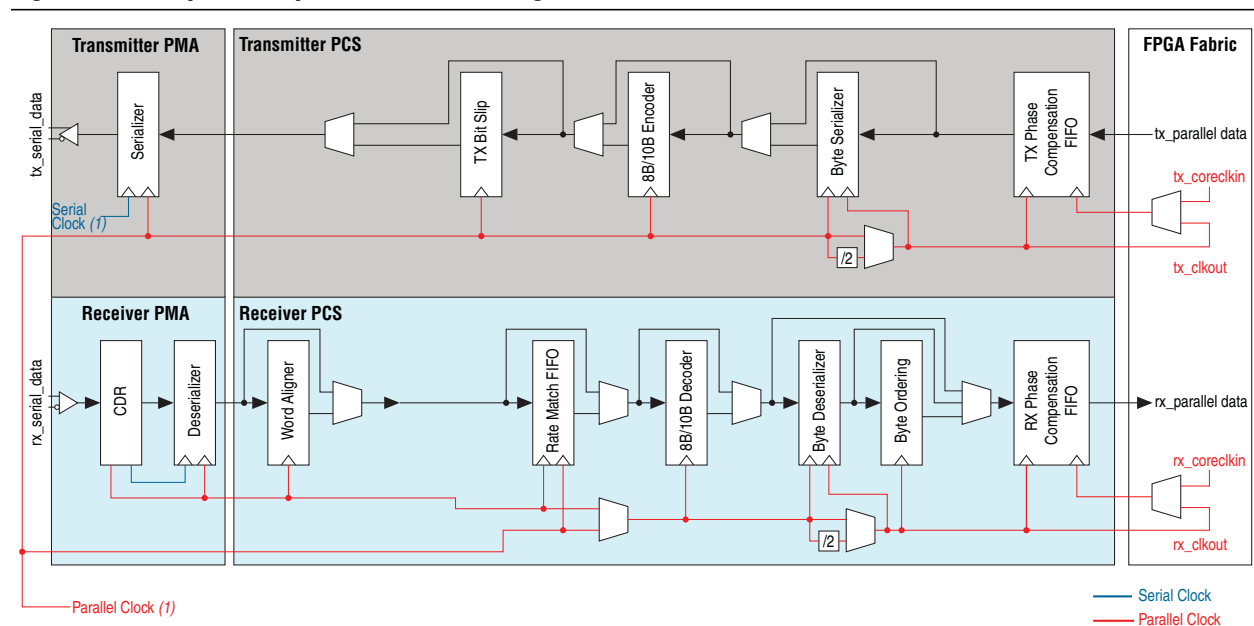 Transmitter PMA
Transmitter PCS
FPGA Fabric
tx_serial_data
Serializer
TX Bit Slip
8B/10B Encoder
Byte Serializer
TX Phase
Compensation
FIFO
tx_parallel data
tx_coreclkin
Serial
Clock (1)
/2
tx_clkout
Receiver PMA
Receiver PCS
rx_serial_data
CDR
Deserializer
Word Aligner
Rate Match FIFO
8B/10B Decoder
Byte Deserializer
Byte Ordering
RX Phase
Compensation
FIFO
rx_parallel data
rx_coreclkin
/2
rx_clkout
Parallel Clock (1)
Serial Clock
Parallel Clock